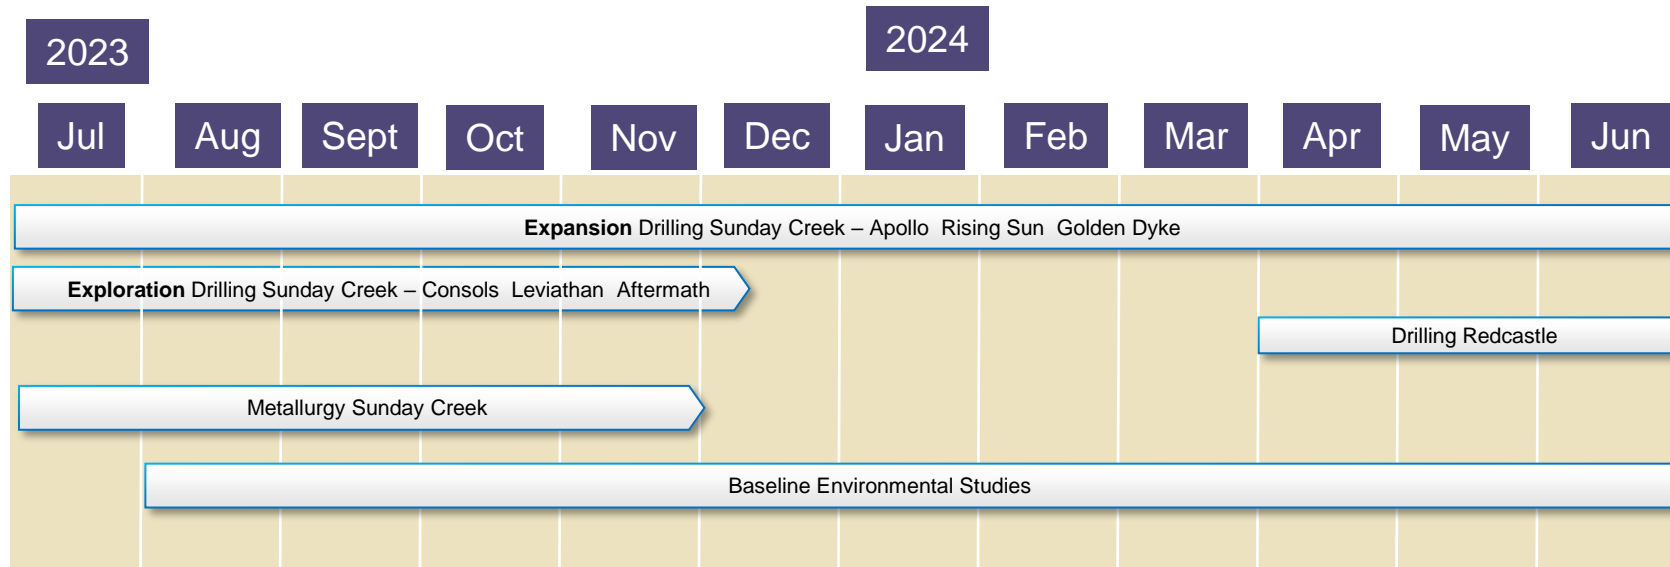 2023
2024
Jul
Aug
Sept
Oct
Nov
Dec
Jan
Feb
Mar
Apr
May
Jun
Expansion Drilling Sunday Creek – Apollo Rising Sun Golden Dyke
Exploration Drilling Sunday Creek – Consols Leviathan Aftermath
Drilling Redcastle
Metallurgy Sunday Creek
Baseline Environmental Studies